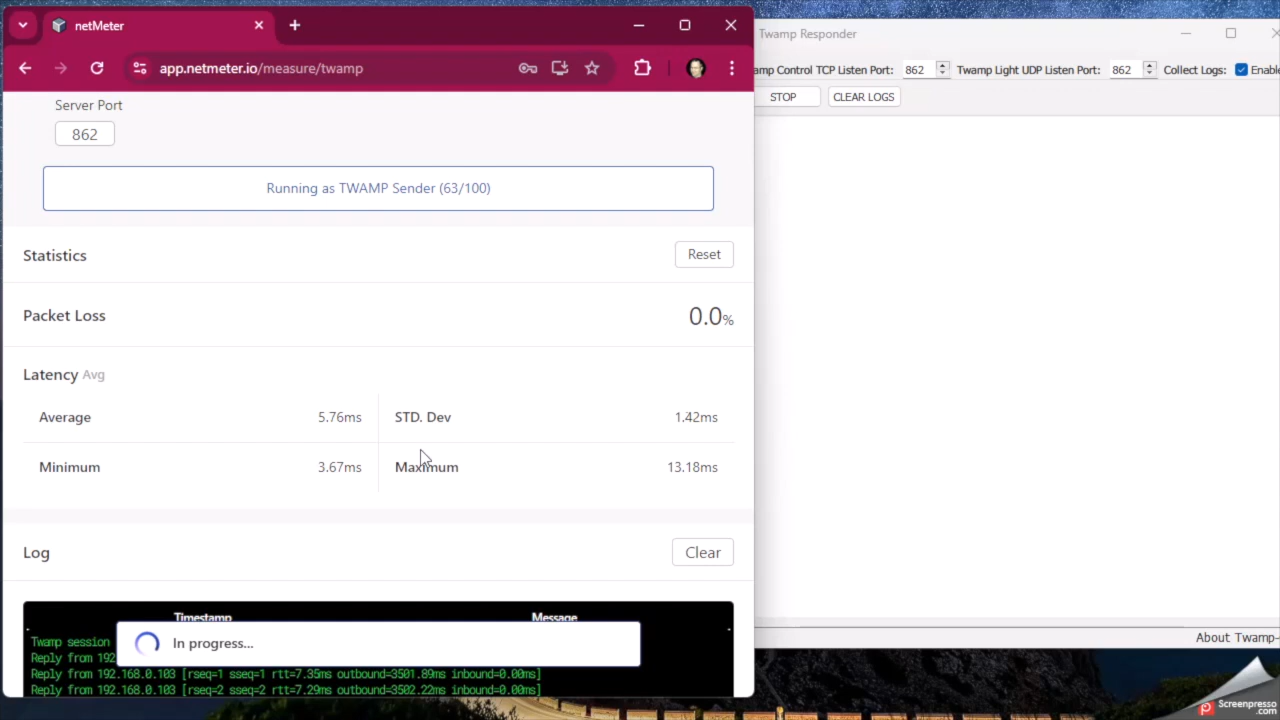 netMeter
app.netmeter.io/measure/twamp
Server Port
862
Running as TWAMP Sender (63/100)
Statistics
Reset
Packet Loss
0.0%
Latency Avg
Average 5.76ms STD. Dev 1.42ms
Minimum 3.67ms Maximum 13.18ms
Log
Clear
Timestamp Message
Twamp session
Reply from 192
In progress...
Reply from 192.168.0.103 [rseq=1 sseq=1 rtt=7.35ms outbound=3501.89ms inbound=0.00ms]
Reply from 192.168.0.103 [rseq=2 sseq=2 rtt=7.29ms outbound=3502.22ms inbound=0.00ms]
Twamp Responder
amp Control TCP Listen Port: 862 Twamp Light UDP Listen Port: 862 Collect Logs: Enable
STOP CLEAR LOGS
About Twamp-
Screenpresso
.com